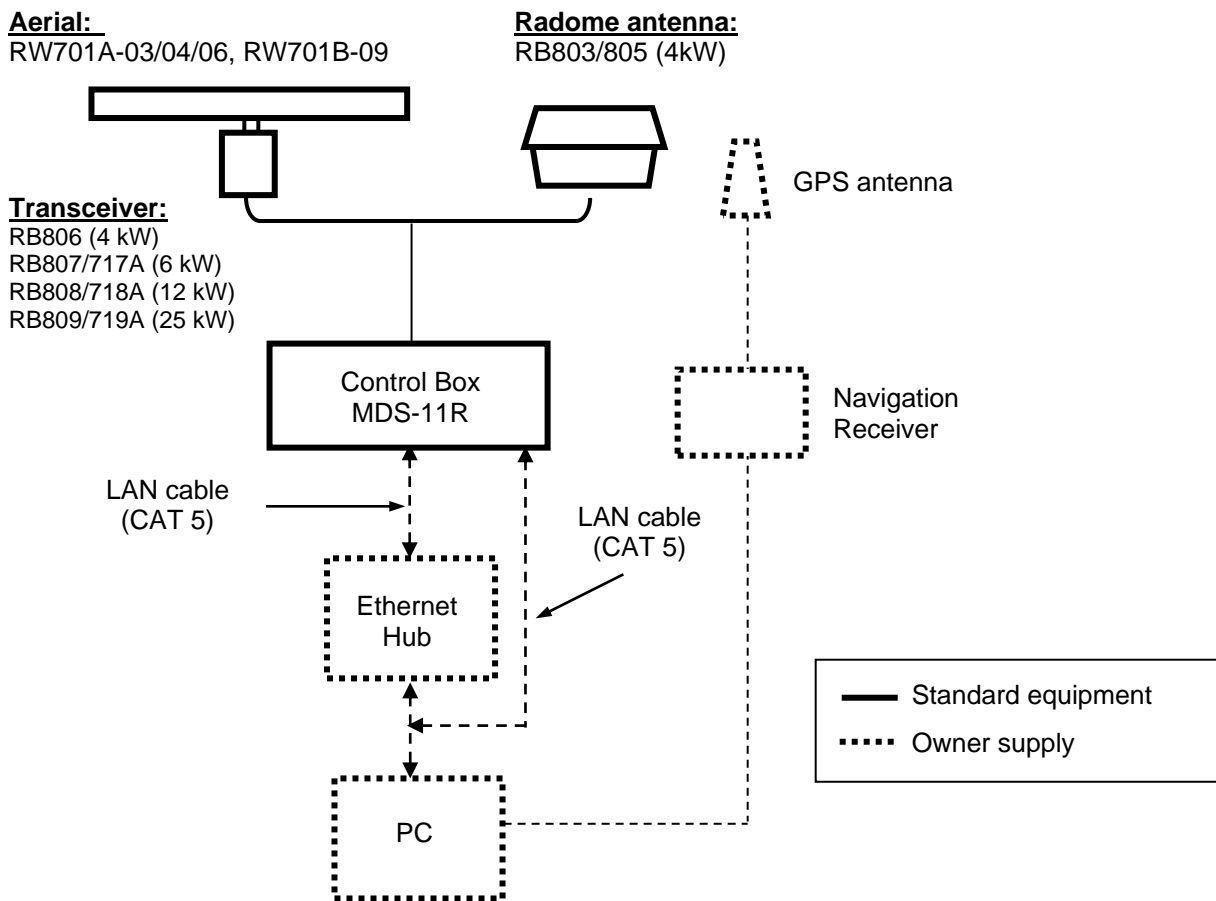 Aerial:
RW701A-03/04/06, RW701B-09
Radome antenna:
RB803/805 (4kW)
GPS antenna
Transceiver:
RB806 (4 kW)
RB807/717A (6 kW)
RB808/718A (12 kW)
RB809/719A (25 kW)
Control Box
MDS-11R
Navigation
Receiver
LAN cable
(CAT 5)
LAN cable
(CAT 5)
Ethernet
Hub
Standard equipment
Owner supply
PC